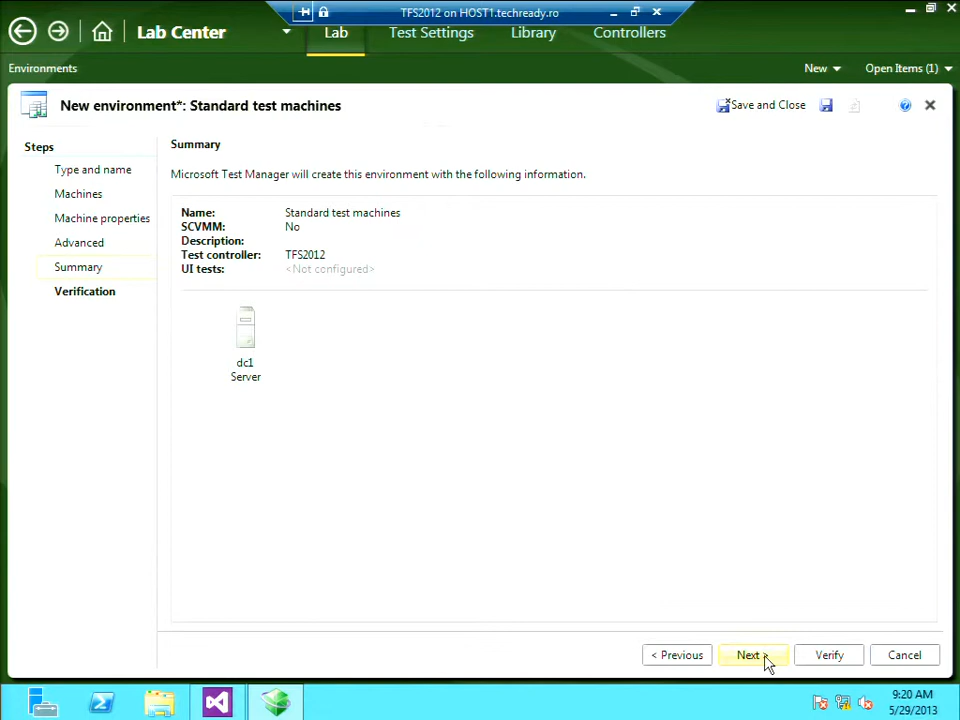 TFS2012 on HOST1.techready.ro
Lab Center
Lab
Test Settings
Library
Controllers
Environments
New
Open Items (1)
New environment*: Standard test machines
Save and Close
Steps
Type and name
Machines
Machine properties
Advanced
Summary
Verification
Summary
Microsoft Test Manager will create this environment with the following information.
Name: Standard test machines
SCVMM: No
Description:
Test controller: TFS2012
UI tests: <Not configured>
dc1
Server
< Previous
Next >
Verify
Cancel
9:20 AM
5/29/2013